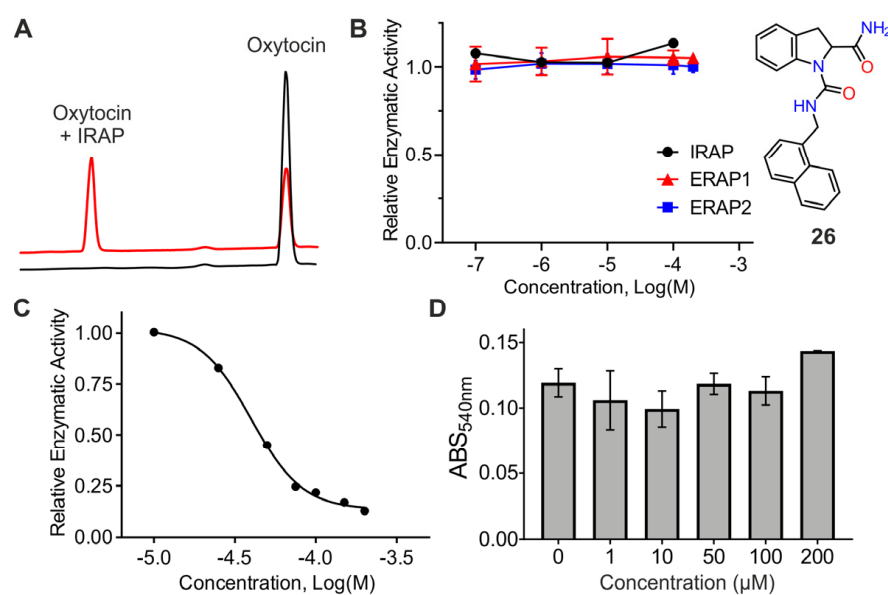 A
Oxytocin
Oxytocin
+ IRAP
B
Relative Enzymatic Activity
1.0
0.5
0.0
-7
-6
-5
-4
-3
Concentration, Log(M)
IRAP
ERAP1
ERAP2
NH2
O
N
O
HN
26
C
Relative Enzymatic Activity
1.00
0.75
0.50
0.25
0.00
-5.0
-4.5
-4.0
-3.5
Concentration, Log(M)
D
ABS540nm
0.15
0.10
0.05
0.00
0
1
10
50
100
200
Concentration (µM)